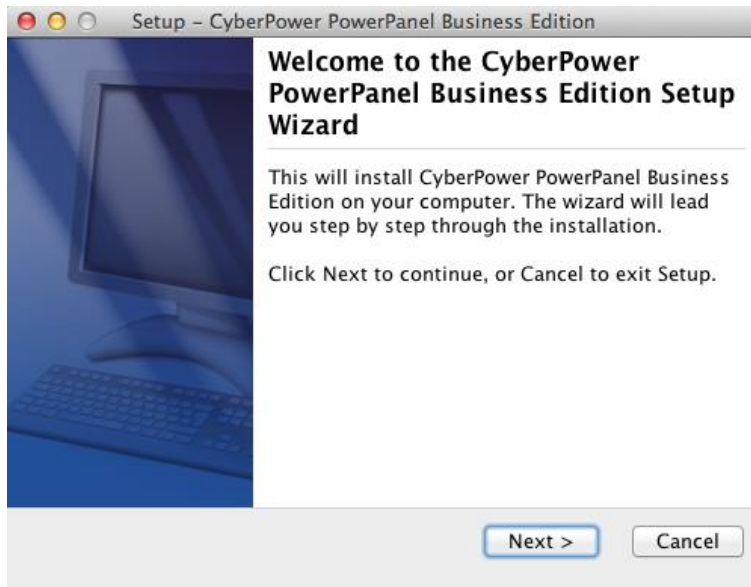 Setup – CyberPower PowerPanel Business Edition
Welcome to the CyberPower
PowerPanel Business Edition Setup
Wizard
This will install CyberPower PowerPanel Business
Edition on your computer. The wizard will lead
you step by step through the installation.
Click Next to continue, or Cancel to exit Setup.
Next >
Cancel